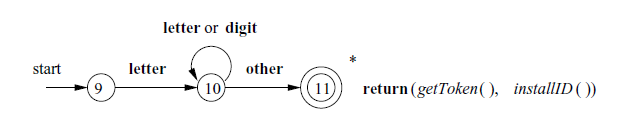 letter or digit
start letter other *
9 10 11 return (getToken( ), installID ( ))